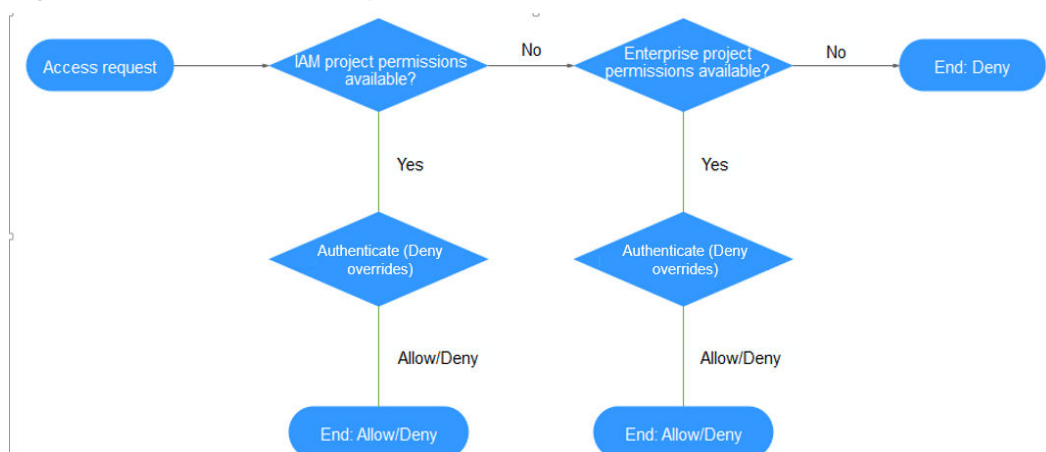 Access request
IAM project permissions
available?
No
Enterprise project
permissions available?
No
End: Deny
Yes
Yes
Authenticate (Deny
overrides)
Authenticate (Deny
overrides)
Allow/Deny
Allow/Deny
End: Allow/Deny
End: Allow/Deny